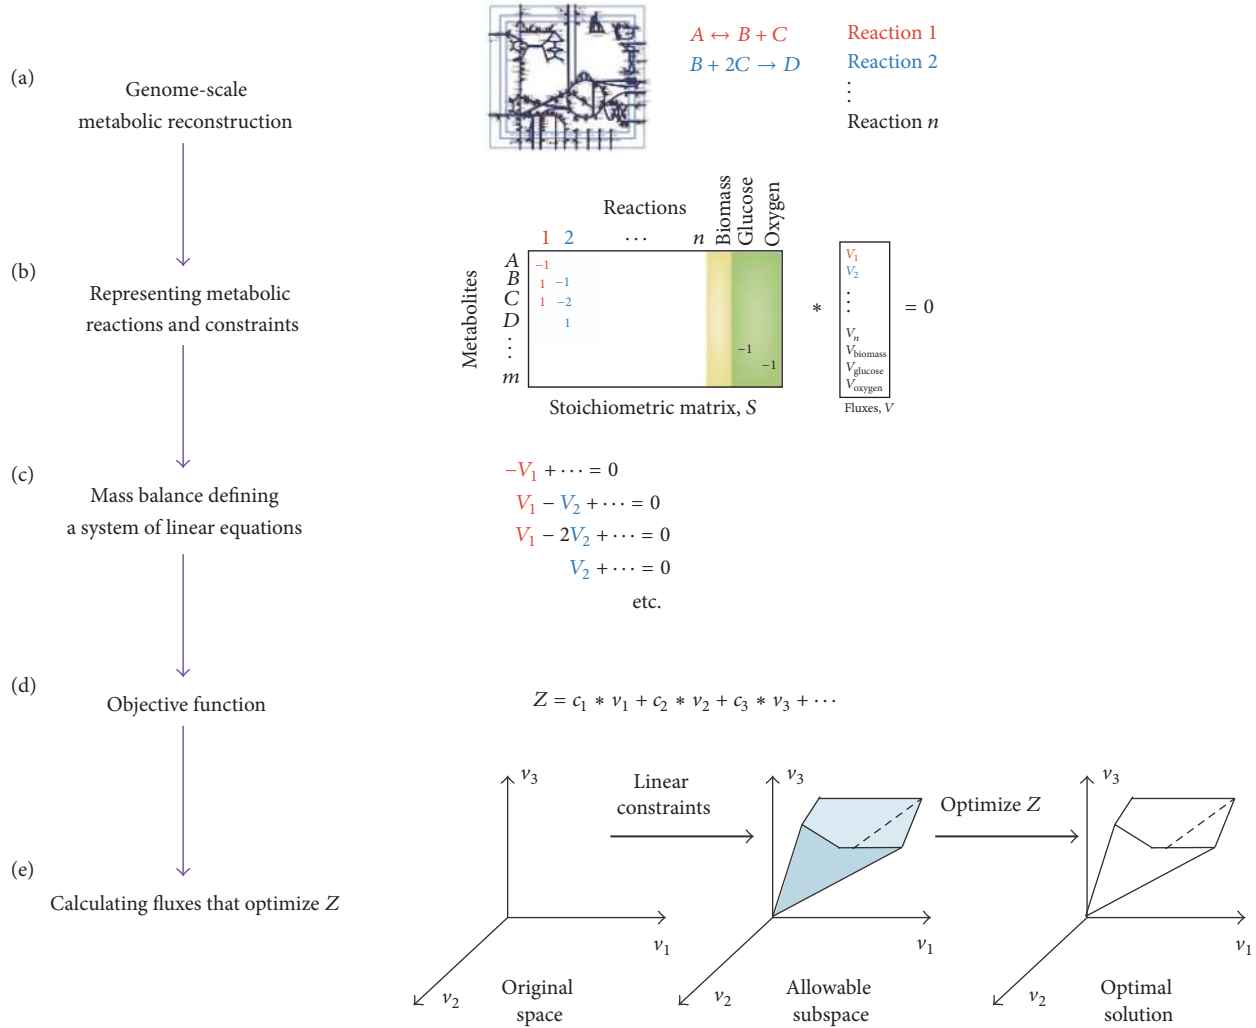 (a)
Genome-scale
metabolic reconstruction
A ↔ B + C
B + 2C → D
Reaction 1
Reaction 2
⋮
Reaction n
(b)
Representing metabolic
reactions and constraints
Reactions
1 2 ⋯ n Biomass Glucose Oxygen
Metabolites
A −1
B 1 −1
C 1 −2
D 1
⋮ −1
−1
m
Stoichiometric matrix, S
*
V₁
V₂
⋮
Vₙ
V_biomass
V_glucose
V_oxygen
= 0
Fluxes, V
(c)
Mass balance defining
a system of linear equations
−V₁ + ⋯ = 0
V₁ − V₂ + ⋯ = 0
V₁ − 2V₂ + ⋯ = 0
V₂ + ⋯ = 0
etc.
(d)
Objective function
Z = c₁ * v₁ + c₂ * v₂ + c₃ * v₃ + ⋯
(e)
Calculating fluxes that optimize Z
v₃
v₁
v₂
Original
space
Linear
constraints
v₃
v₁
v₂
Allowable
subspace
Optimize Z
v₃
v₁
v₂
Optimal
solution